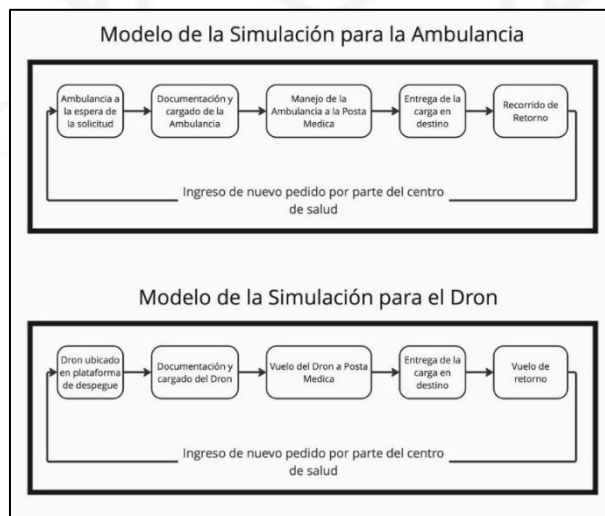 Modelo de la Simulación para la Ambulancia
Ambulancia a
la espera de
la solicitud
Documentación y
cargado de la
Ambulancia
Manejo de la
Ambulancia a la Posta
Medica
Entrega de la
carga en
destino
Recorrido de
Retorno
Ingreso de nuevo pedido por parte del centro
de salud
Modelo de la Simulación para el Dron
Dron ubicado
en plataforma
de despegue
Documentación y
cargado del Dron
Vuelo del Dron a Posta
Medica
Entrega de la
carga en
destino
Vuelo de
retorno
Ingreso de nuevo pedido por parte del centro
de salud